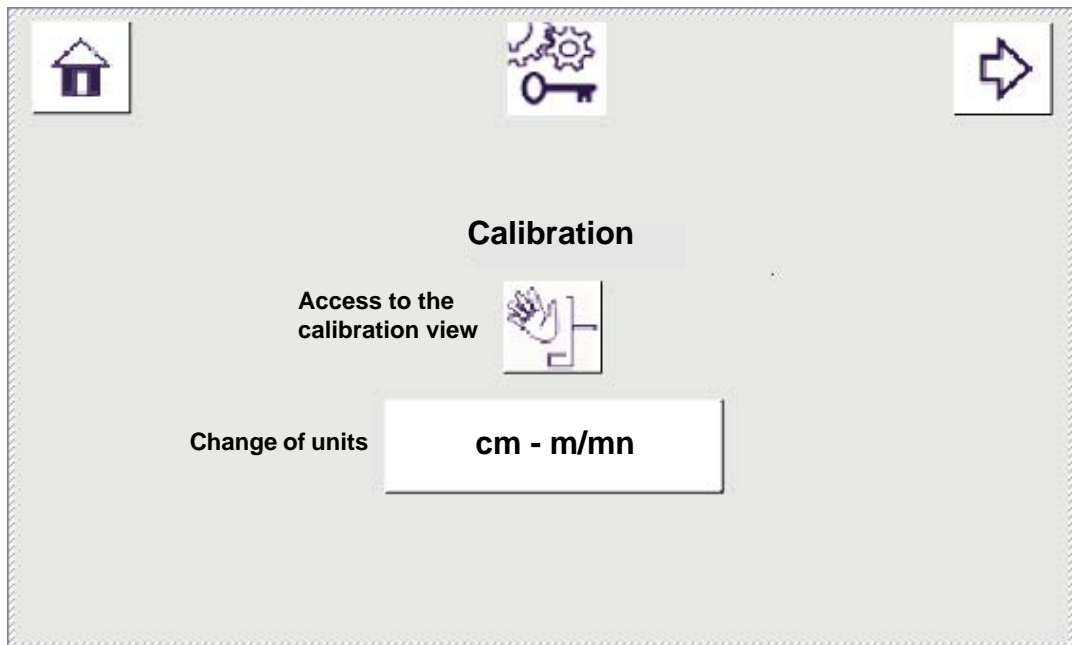 Calibration
Access to the
calibration view
Change of units
cm - m/mn